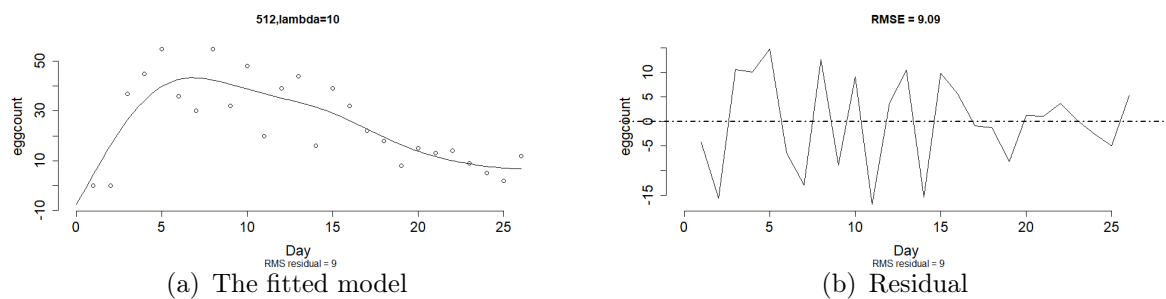 512,lambda=10
eggcount
50
30
10
-10
0 5 10 15 20 25
Day
RMS residual = 9
(a) The fitted model
RMSE = 9.09
eggcount
10
5
0
-5
-15
0 5 10 15 20 25
Day
RMS residual = 9
(b) Residual